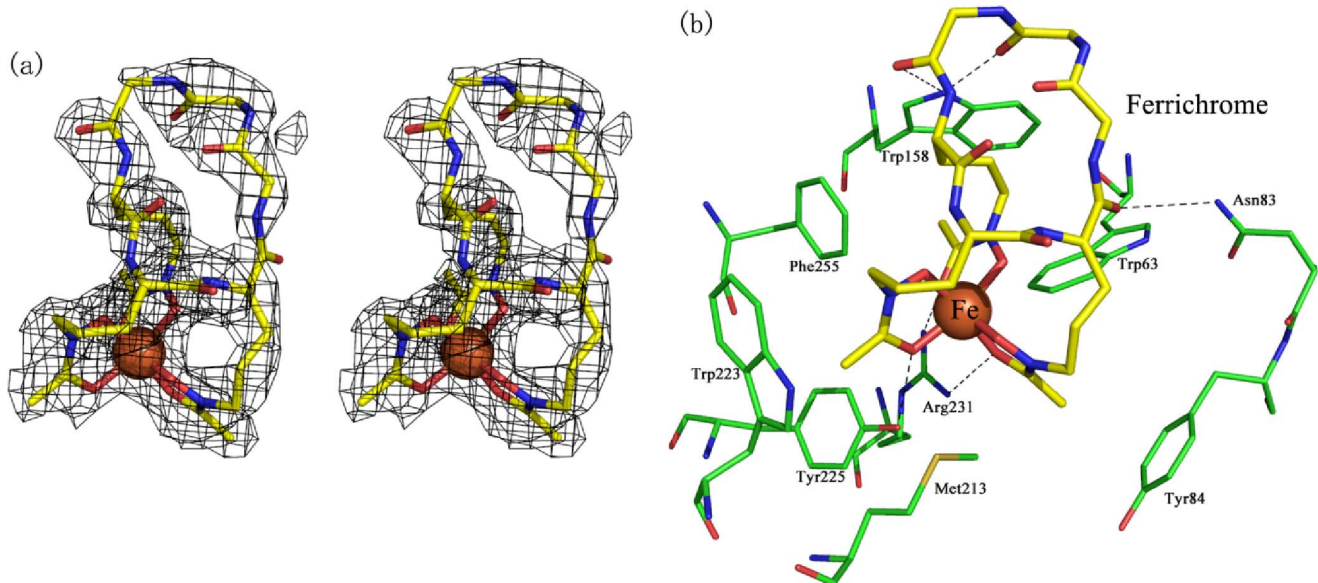 (a)
(b)
Ferrichrome
Trp158
Asn83
Phe255
Trp63
Fe
Trp223
Arg231
Tyr225
Met213
Tyr84